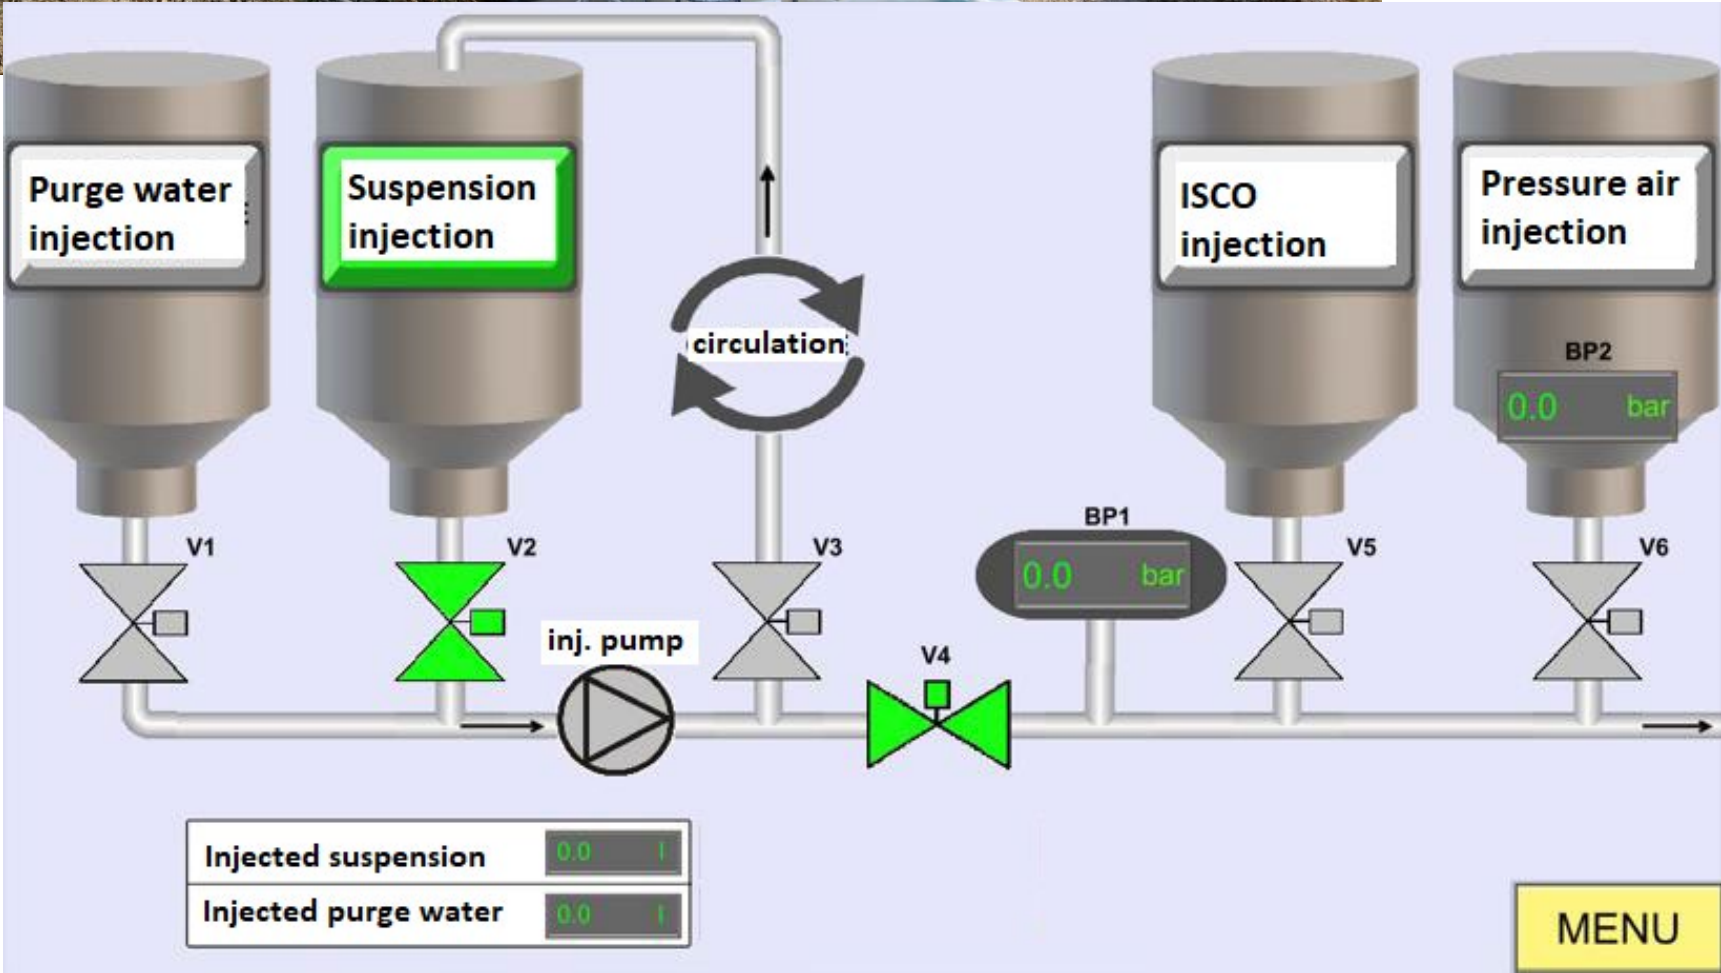 Purge water
injection
Suspension
injection
ISCO
injection
Pressure air
injection
circulation
BP2
0.0 bar
BP1
0.0 bar
V1
V2
V3
V5
V6
inj. pump
V4
Injected suspension 0.0 l
Injected purge water 0.0 l
MENU